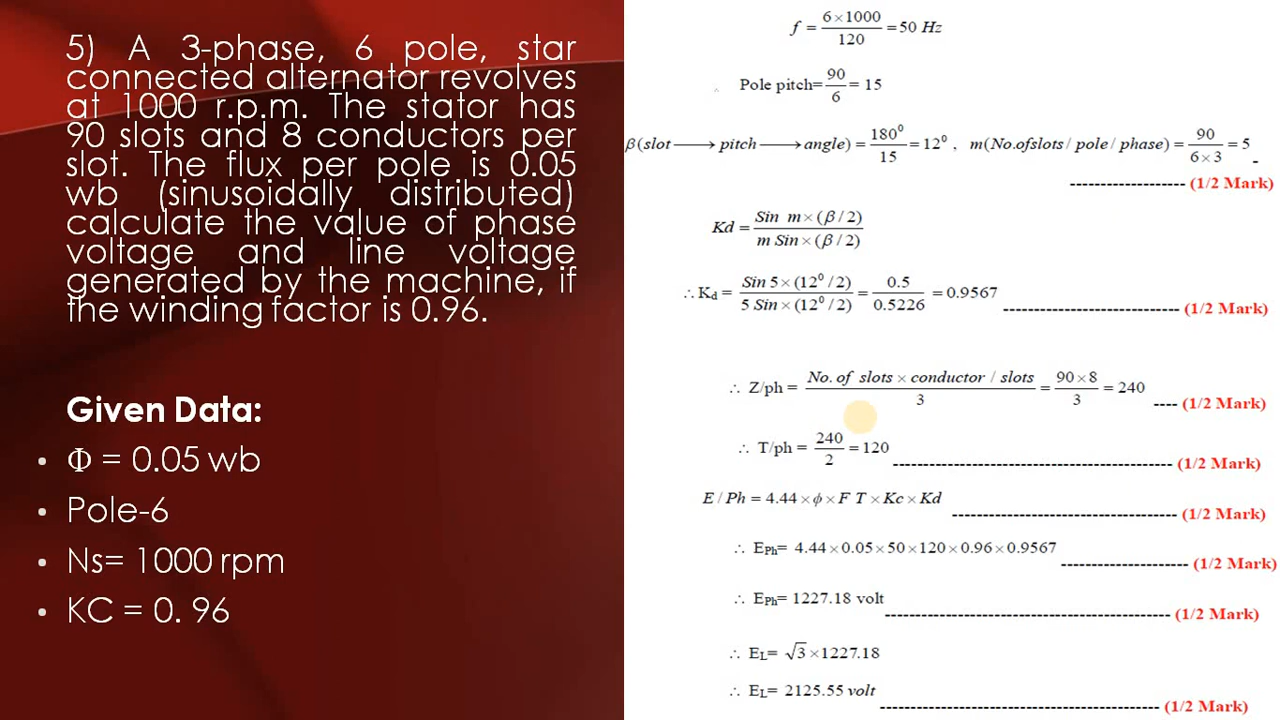 5) A 3-phase, 6 pole, star
connected alternator revolves
at 1000 r.p.m. The stator has
90 slots and 8 conductors per
slot. The flux per pole is 0.05
wb (sinusoidally distributed)
calculate the value of phase
voltage and line voltage
generated by the machine, if
the winding factor is 0.96.
Given Data:
• Φ = 0.05 wb
• Pole-6
• Ns= 1000 rpm
• KC = 0. 96
f = 6×1000/120 = 50 Hz
Pole pitch= 90/6 = 15
β(slot ⟶ pitch ⟶ angle) = 180⁰/15 = 12⁰ , m(No.ofslots / pole / phase) = 90/6×3 = 5
-------------------- (1/2 Mark)
Kd = Sin m×(β/2)/m Sin×(β/2)
∴ Kd = Sin 5×(12⁰/2)/5 Sin×(12⁰/2) = 0.5/0.5226 = 0.9567 ------------------------------ (1/2 Mark)
∴ Z/ph = No. of slots × conductor / slots/3 = 90×8/3 = 240 ---- (1/2 Mark)
∴ T/ph = 240/2 = 120 ------------------------------------------------ (1/2 Mark)
E / Ph = 4.44×ϕ×F T×Kc×Kd -------------------------------------- (1/2 Mark)
∴ EPh= 4.44×0.05×50×120×0.96×0.9567 ---------------------- (1/2 Mark)
∴ EPh= 1227.18 volt ------------------------------------------------ (1/2 Mark)
∴ EL= √3×1227.18
∴ EL= 2125.55 volt ----------------------------------------------- (1/2 Mark)